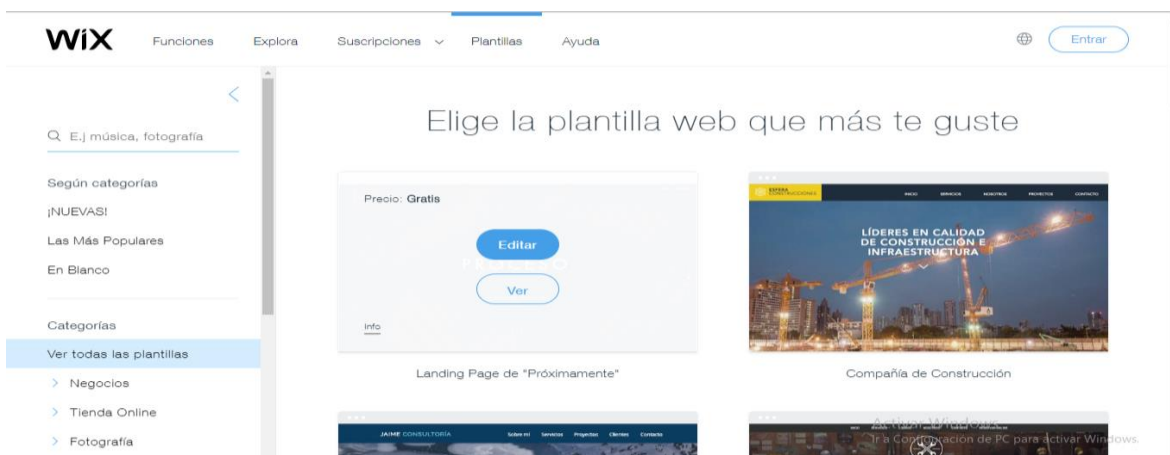 WiX
Funciones Explora Suscripciones Plantillas Ayuda
Entrar
E.j música, fotografía
Según categorías
¡NUEVAS!
Las Más Populares
En Blanco
Categorías
Ver todas las plantillas
Negocios
Tienda Online
Fotografía
Elige la plantilla web que más te guste
Precio: Gratis
Editar
Ver
Info
Landing Page de "Próximamente"
ESFERA
CONSTRUCCIONES
INICIO SERVICIOS NOSOTROS PROYECTOS CONTACTO
LÍDERES EN CALIDAD
DE CONSTRUCCIÓN E
INFRAESTRUCTURA
Compañía de Construcción
JAIME CONSULTORÍA Sobre mí Servicios Proyectos Clientes Contacto
Activar Windows
Ir a Configuración de PC para activar Windows.